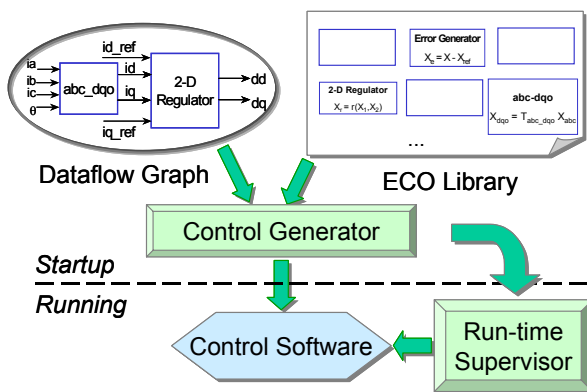 id_ref
ia
ib
ic
θ
abc_dqo
id
iq
iq_ref
2-D
Regulator
dd
dq
Dataflow Graph
Error Generator
Xe = X - Xref
2-D Regulator
Xr = r(X1,X2)
abc-dqo
Xdqo = Tabc_dqo Xabc
...
ECO Library
Control Generator
Startup
Running
Control Software
Run-time
Supervisor